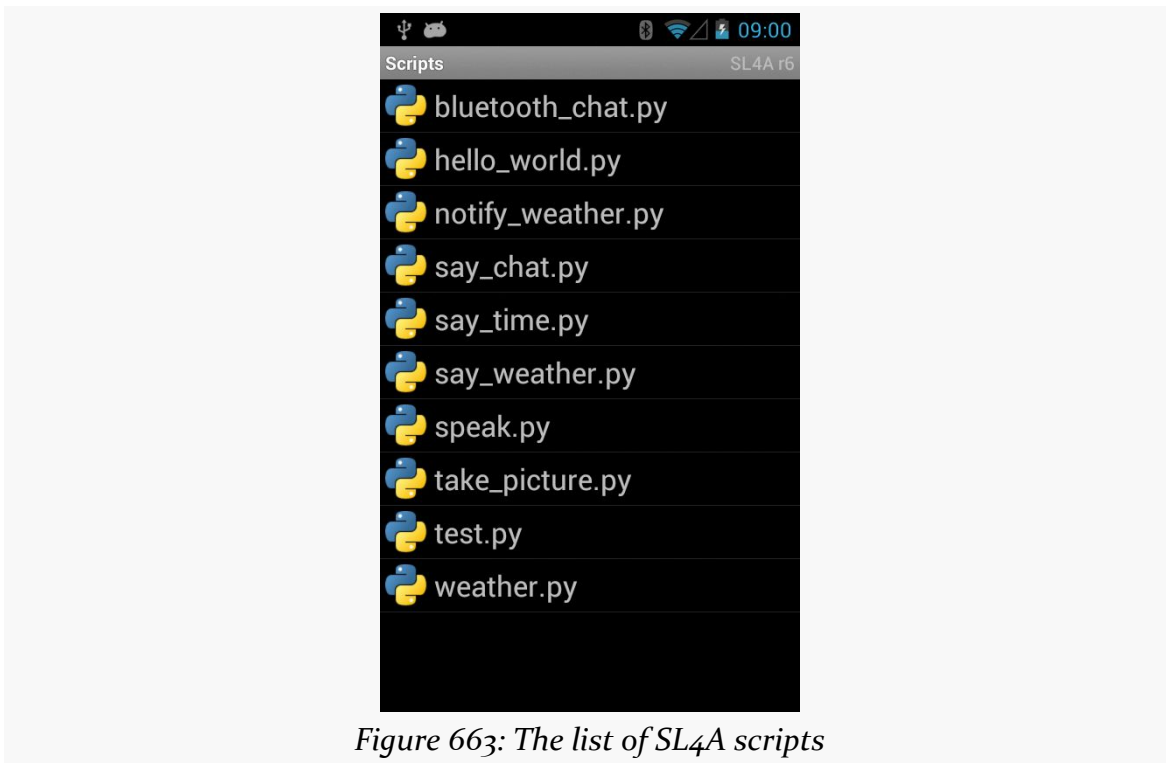 09:00
Scripts SL4A r6
bluetooth_chat.py
hello_world.py
notify_weather.py
say_chat.py
say_time.py
say_weather.py
speak.py
take_picture.py
test.py
weather.py
Figure 663: The list of SL4A scripts